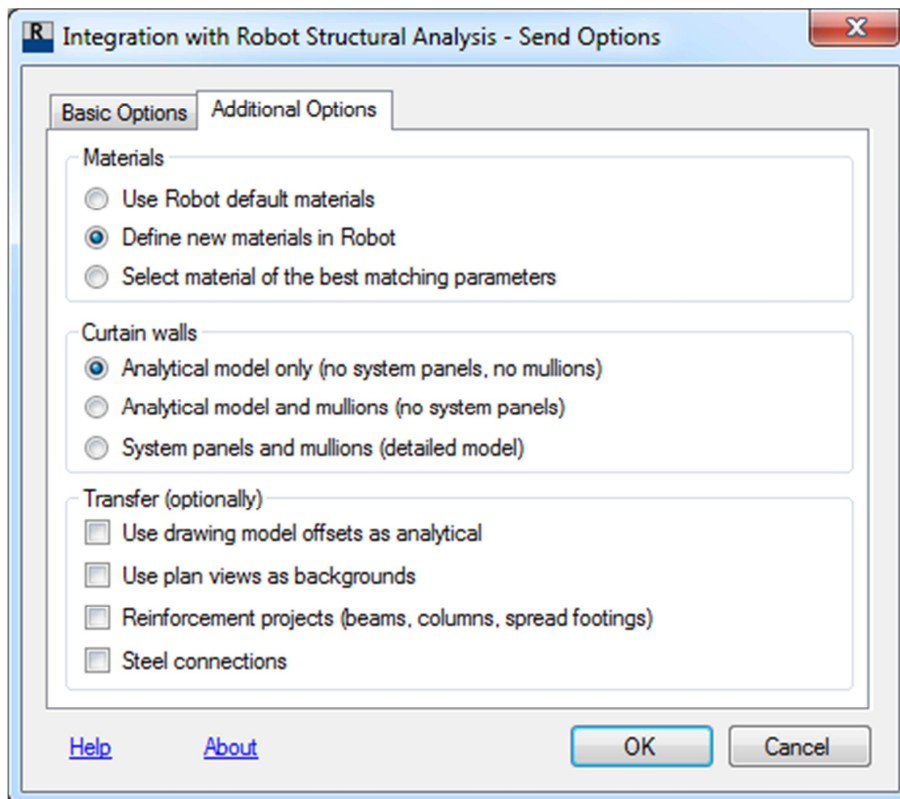 R Integration with Robot Structural Analysis - Send Options
Basic Options Additional Options
Materials
Use Robot default materials
Define new materials in Robot
Select material of the best matching parameters
Curtain walls
Analytical model only (no system panels, no mullions)
Analytical model and mullions (no system panels)
System panels and mullions (detailed model)
Transfer (optionally)
Use drawing model offsets as analytical
Use plan views as backgrounds
Reinforcement projects (beams, columns, spread footings)
Steel connections
Help About OK Cancel